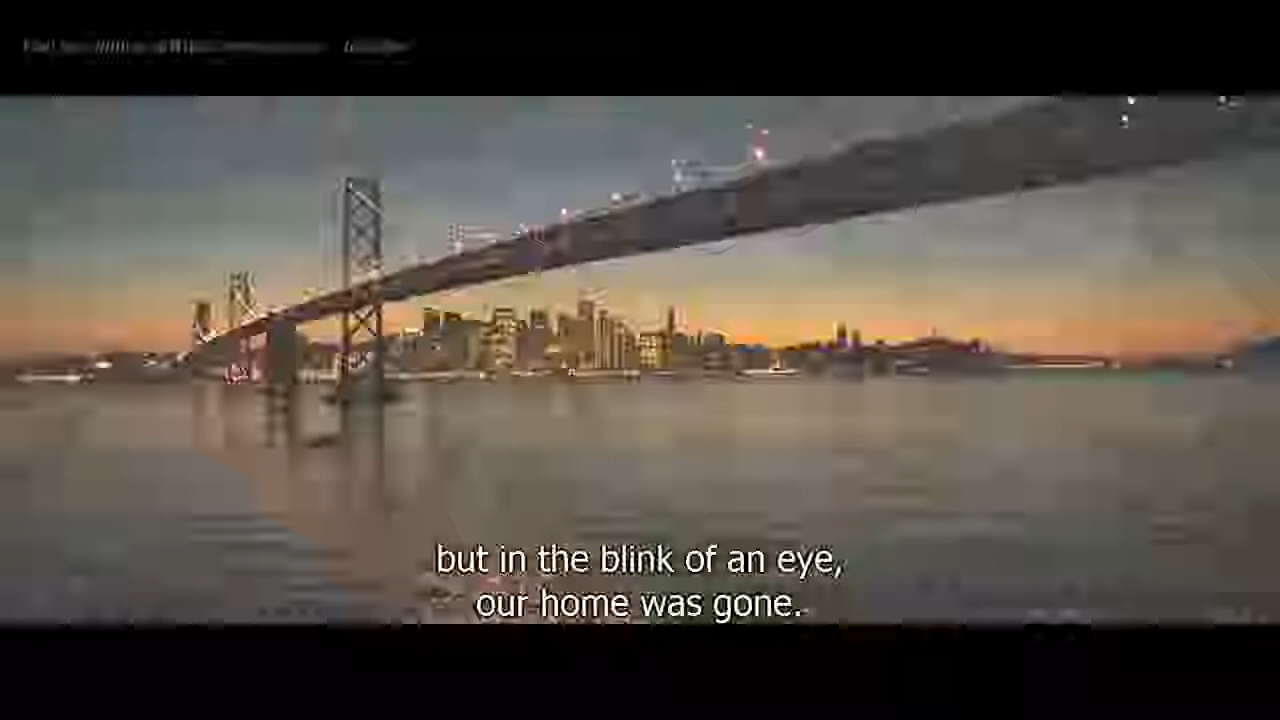 but in the blink of an eye,
our home was gone.